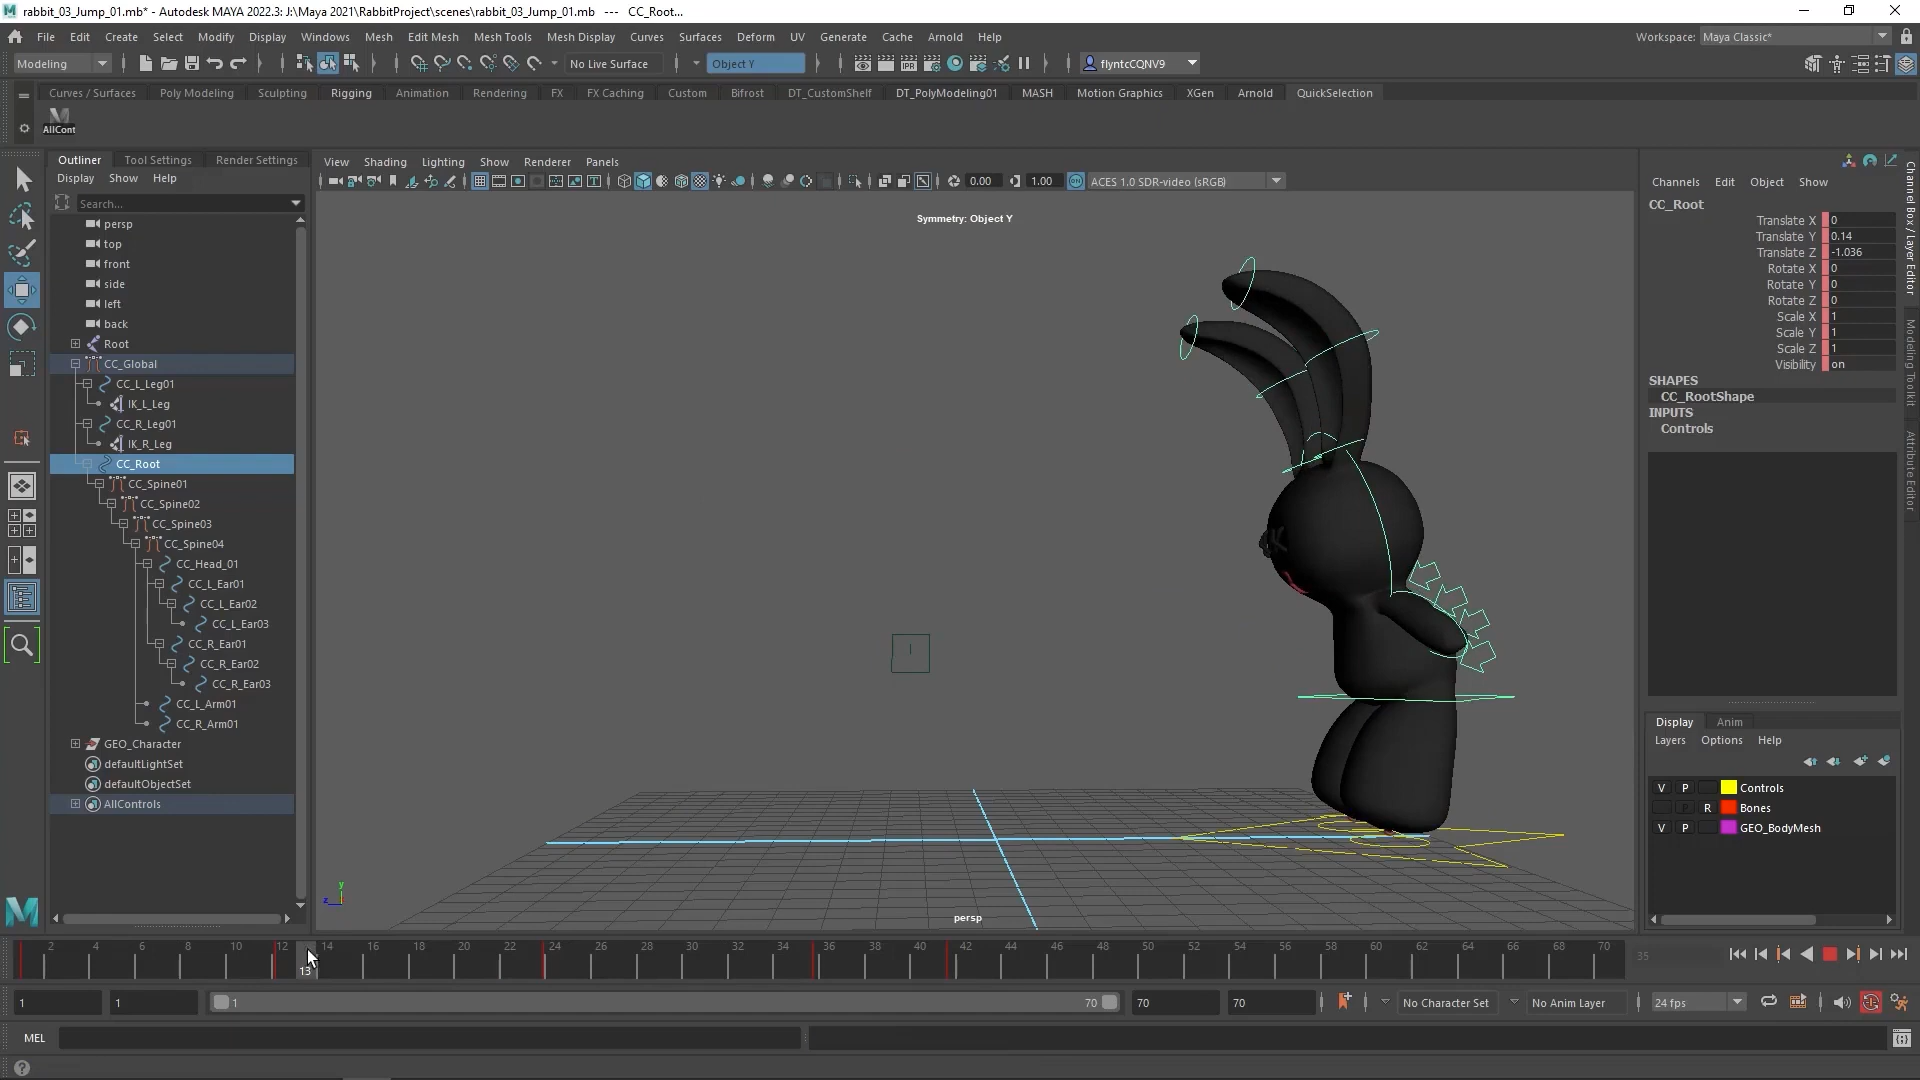 rabbit_03_Jump_01.mb* - Autodesk MAYA 2022.3: J:\Maya 2021\RabbitProject\scenes\rabbit_03_Jump_01.mb --- CC_Root...
File Edit Create Select Modify Display Windows Mesh Edit Mesh Mesh Tools Mesh Display Curves Surfaces Deform UV Generate Cache Arnold Help
Workspace: Maya Classic*
Modeling
No Live Surface
Object Y
flyntcCQNV9
Curves / Surfaces Poly Modeling Sculpting Rigging Animation Rendering FX FX Caching Custom Bifrost DT_CustomShelf DT_PolyModeling01 MASH Motion Graphics XGen Arnold QuickSelection
AllCont
Outliner Tool Settings Render Settings
Display Show Help
Search...
persp
top
front
side
left
back
Root
CC_Global
CC_L_Leg01
IK_L_Leg
CC_R_Leg01
IK_R_Leg
CC_Root
CC_Spine01
CC_Spine02
CC_Spine03
CC_Spine04
CC_Head_01
CC_L_Ear01
CC_L_Ear02
CC_L_Ear03
CC_R_Ear01
CC_R_Ear02
CC_R_Ear03
CC_L_Arm01
CC_R_Arm01
GEO_Character
defaultLightSet
defaultObjectSet
AllControls
View Shading Lighting Show Renderer Panels
0.00 1.00 ACES 1.0 SDR-video (sRGB)
Symmetry: Object Y
persp
y
z
Channels Edit Object Show
CC_Root
Translate X 0
Translate Y 0.14
Translate Z -1.036
Rotate X 0
Rotate Y 0
Rotate Z 0
Scale X 1
Scale Y 1
Scale Z 1
Visibility on
SHAPES
CC_RootShape
INPUTS
Controls
Display Anim
Layers Options Help
V P Controls
P R Bones
V P GEO_BodyMesh
Channel Box / Layer Editor
Modeling Toolkit
Attribute Editor
2 4 6 8 10 12 14 16 18 20 22 24 26 28 30 32 34 36 38 40 42 44 46 48 50 52 54 56 58 60 62 64 66 68 70
13
35
1 1 1 70 70 70 No Character Set No Anim Layer 24 fps
MEL